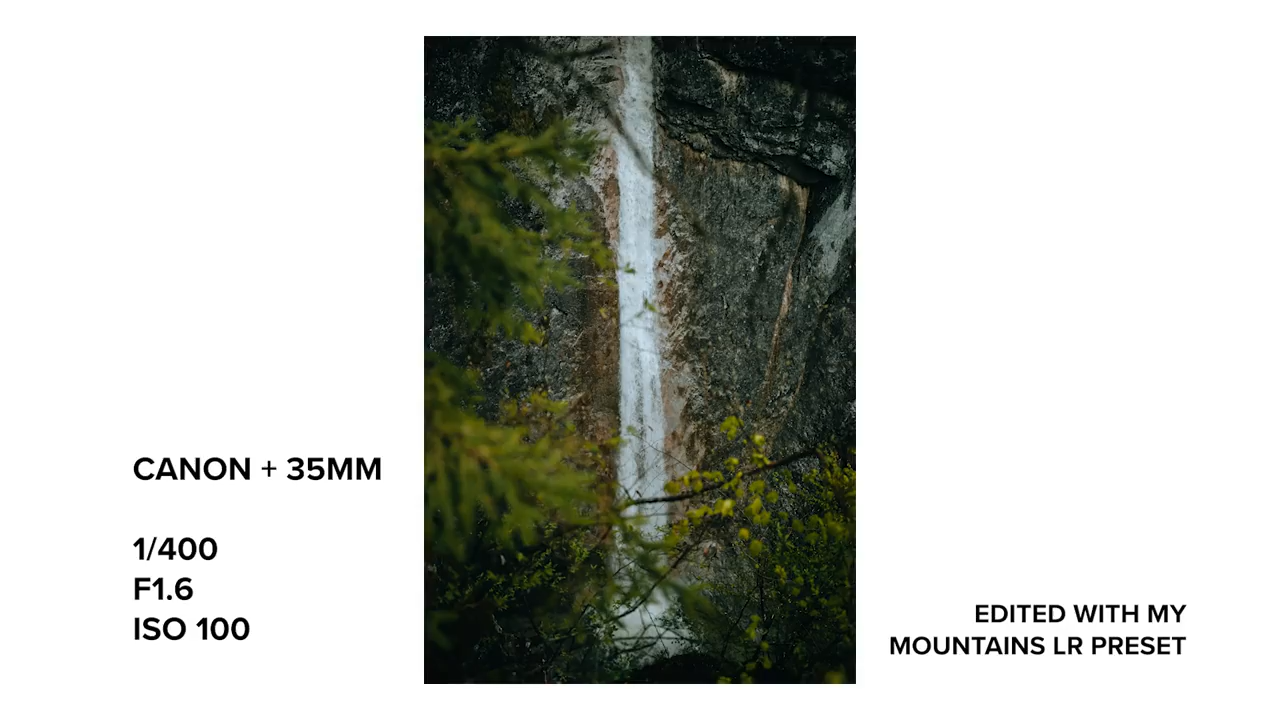 CANON + 35MM
1/400
F1.6
ISO 100
EDITED WITH MY
MOUNTAINS LR PRESET